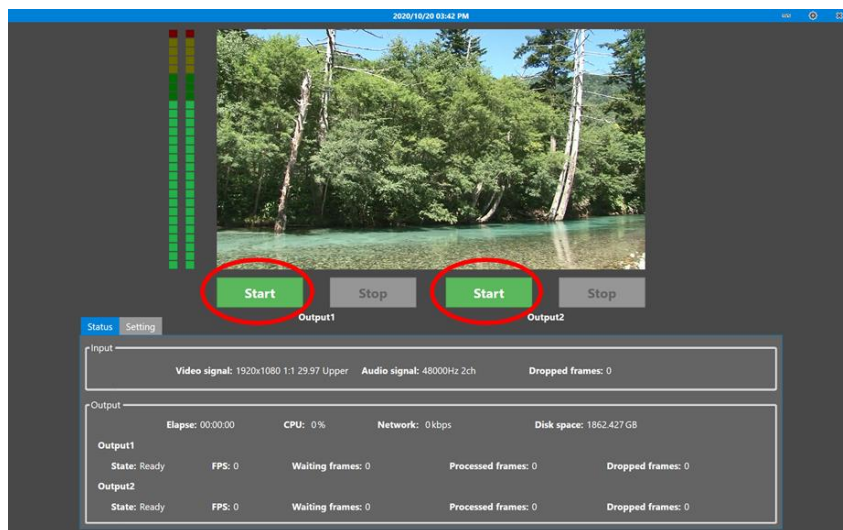 2020/10/20 03:42 PM
Start Stop Start Stop
Output1 Output2
Status Setting
Input
Video signal: 1920x1080 1:1 29.97 Upper Audio signal: 48000Hz 2ch Dropped frames: 0
Output
Elapse: 00:00:00 CPU: 0% Network: 0kbps Disk space: 1862.427GB
Output1
State: Ready FPS: 0 Waiting frames: 0 Processed frames: 0 Dropped frames: 0
Output2
State: Ready FPS: 0 Waiting frames: 0 Processed frames: 0 Dropped frames: 0